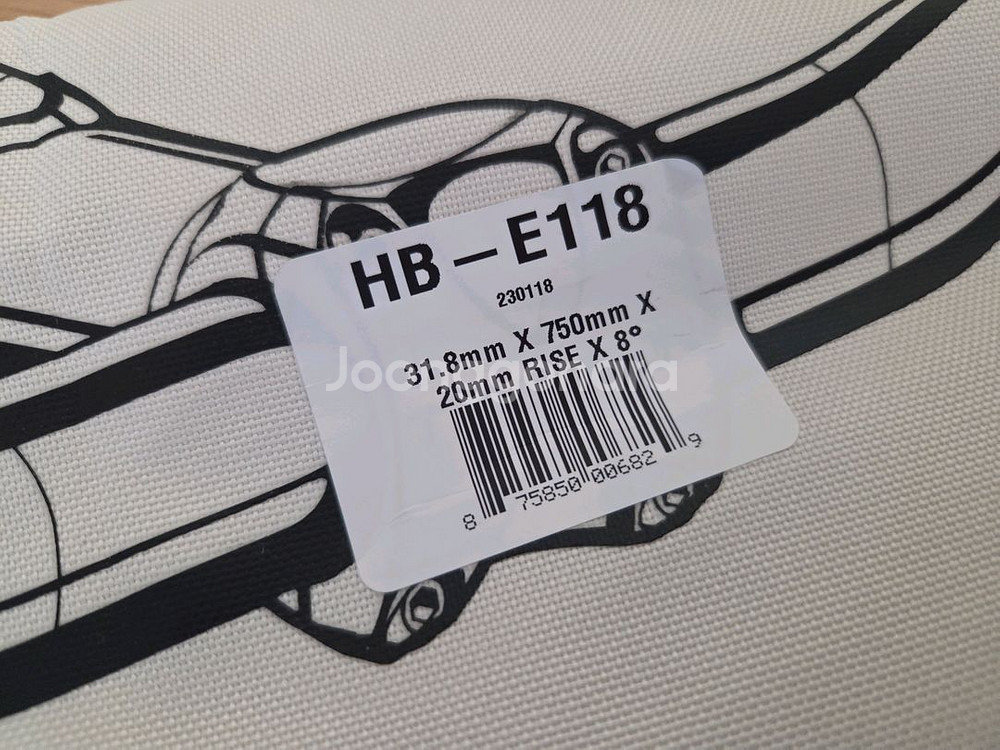 HB – E118
230118
31.8mm X 750mm X
20mm RISE X 8°
8 75850 00682 9